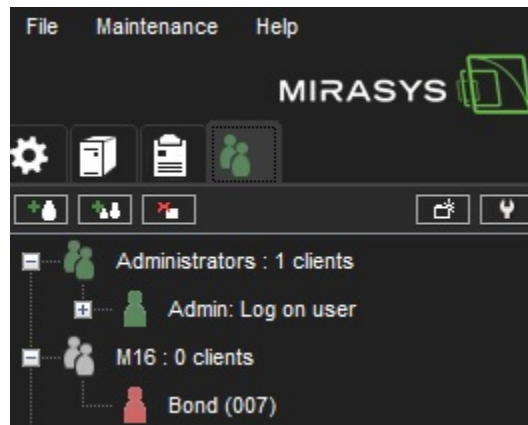 File Maintenance Help
MIRASYS
Administrators : 1 clients
Admin: Log on user
M16 : 0 clients
Bond (007)